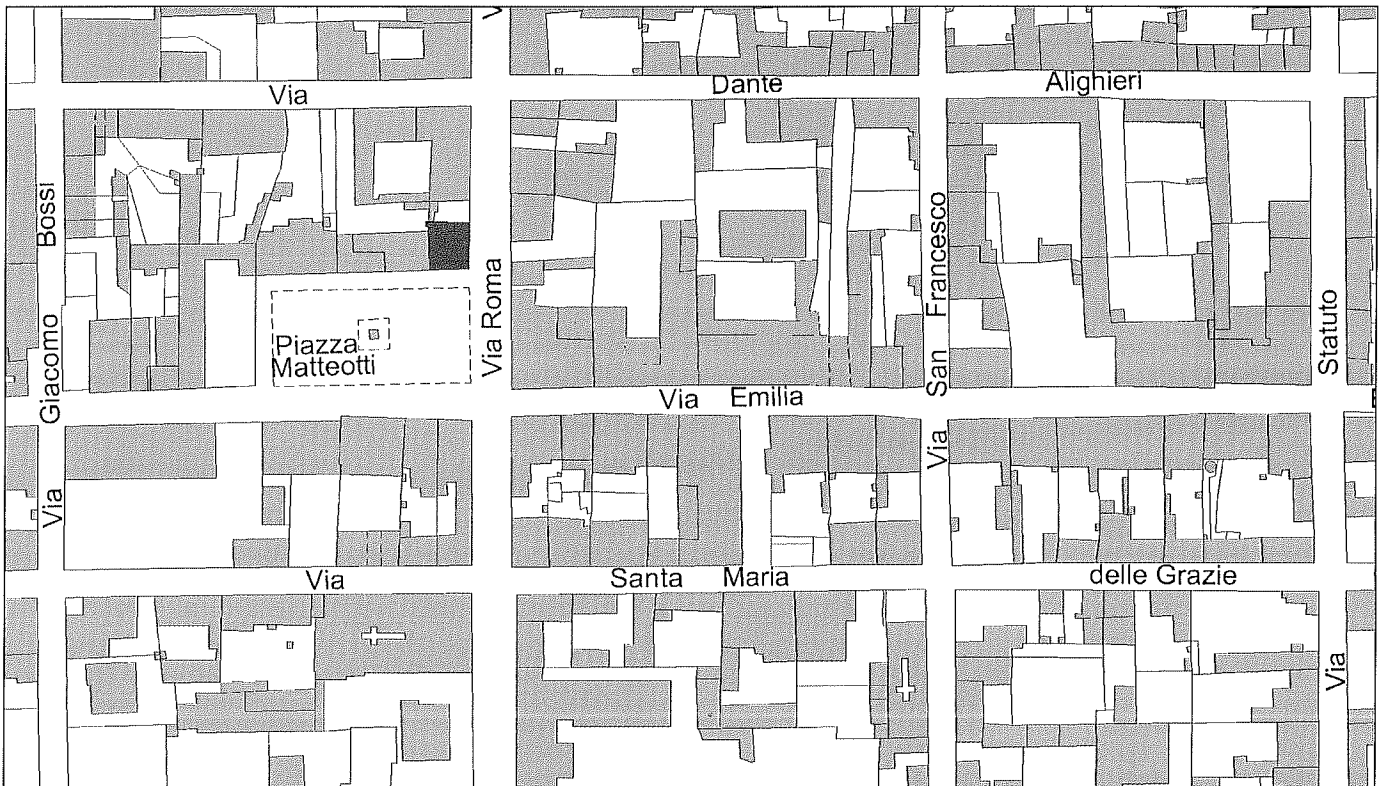 Via Dante Alighieri
Via Giacomo Bossi
Via Roma
Via San Francesco
Via Statuto
Piazza
Matteotti
Via Emilia
Via Santa Maria delle Grazie